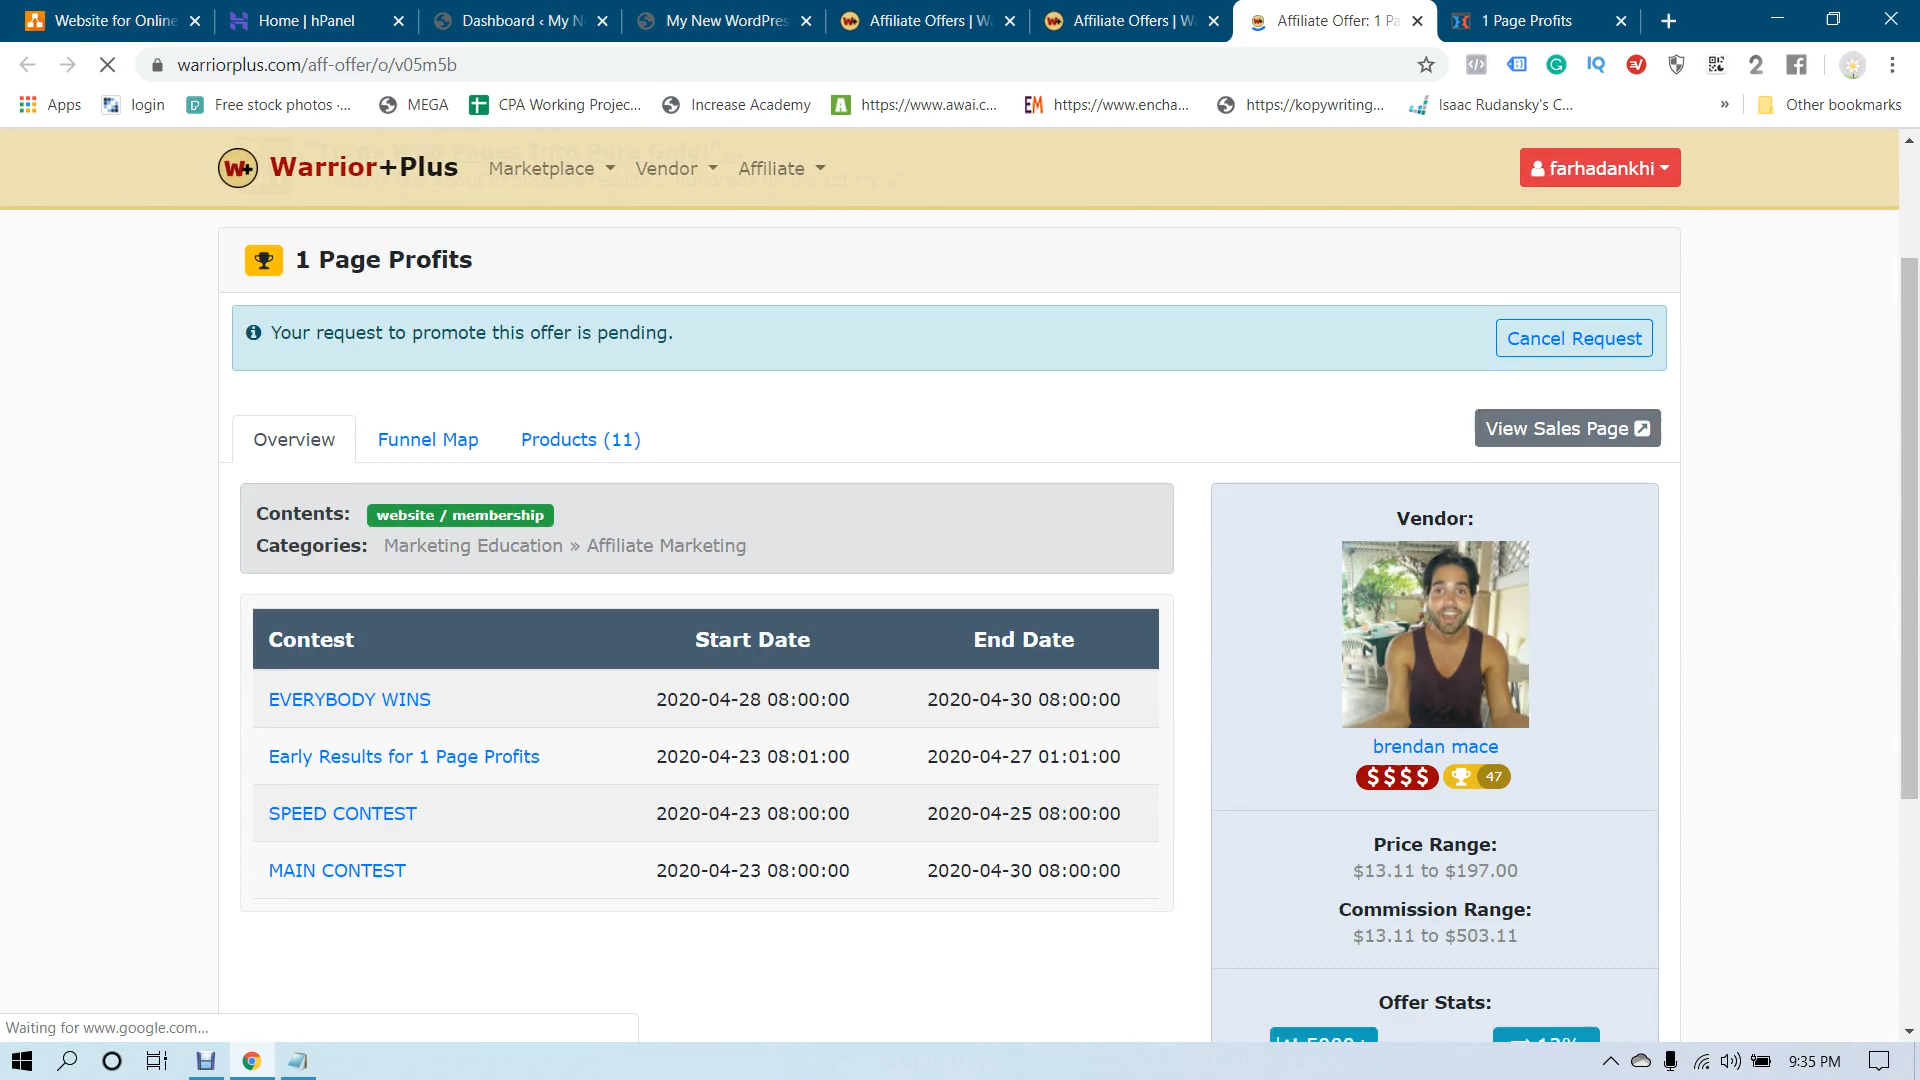 Website for Online
Home | hPanel
Dashboard ‹ My N
My New WordPres
Affiliate Offers | W
Affiliate Offers | W
Affiliate Offer: 1 Pa
1 Page Profits
warriorplus.com/aff-offer/o/v05m5b
Apps
login
Free stock photos ·...
MEGA
CPA Working Projec...
Increase Academy
https://www.awai.c...
https://www.encha...
https://kopywriting...
Isaac Rudansky's C...
»
Other bookmarks
W+ Warrior+Plus
Marketplace
Vendor
Affiliate
farhadankhi
1 Page Profits
Your request to promote this offer is pending.
Cancel Request
Overview
Funnel Map
Products (11)
View Sales Page
Contents: website / membership
Categories: Marketing Education » Affiliate Marketing
Contest Start Date End Date
EVERYBODY WINS 2020-04-28 08:00:00 2020-04-30 08:00:00
Early Results for 1 Page Profits 2020-04-23 08:01:00 2020-04-27 01:01:00
SPEED CONTEST 2020-04-23 08:00:00 2020-04-25 08:00:00
MAIN CONTEST 2020-04-23 08:00:00 2020-04-30 08:00:00
Vendor:
brendan mace
$$$$ 47
Price Range:
$13.11 to $197.00
Commission Range:
$13.11 to $503.11
Offer Stats:
Waiting for www.google.com...
9:35 PM